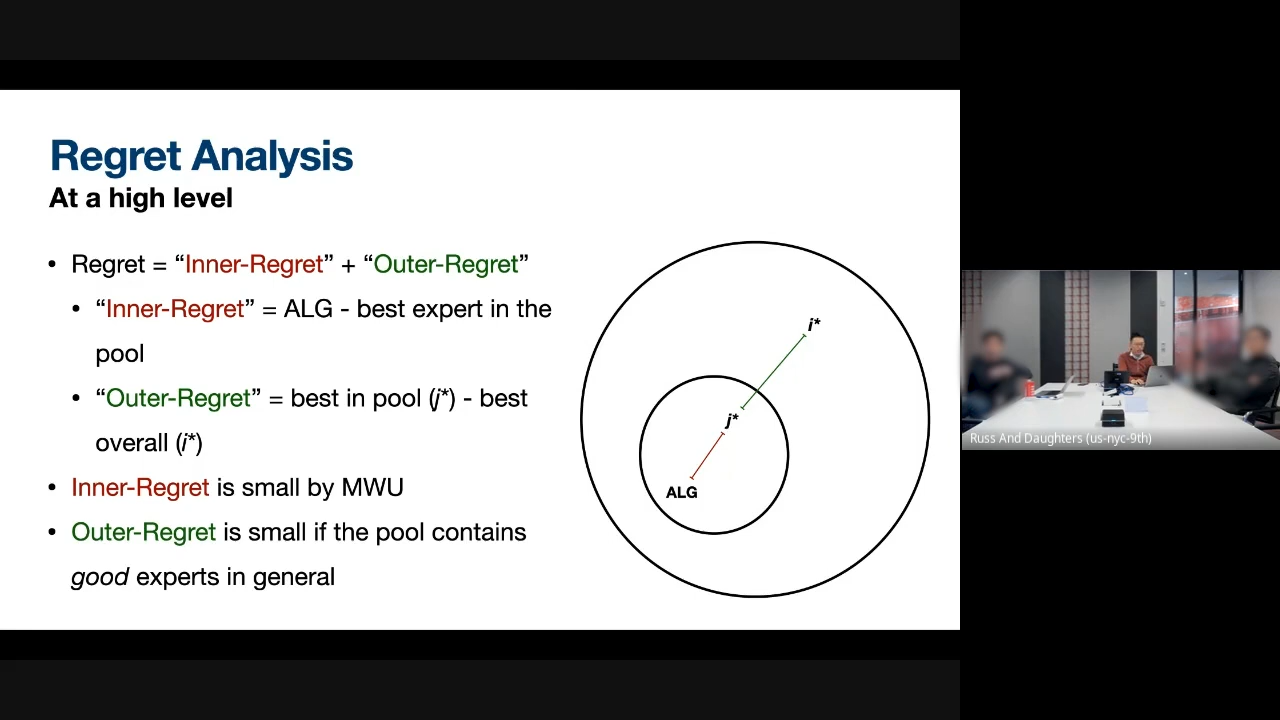 Regret Analysis
At a high level
• Regret = “Inner-Regret” + “Outer-Regret”
• “Inner-Regret” = ALG - best expert in the
pool
• “Outer-Regret” = best in pool (j*) - best
overall (i*)
• Inner-Regret is small by MWU
• Outer-Regret is small if the pool contains
good experts in general
i*
j*
ALG
Russ And Daughters (us-nyc-9th)